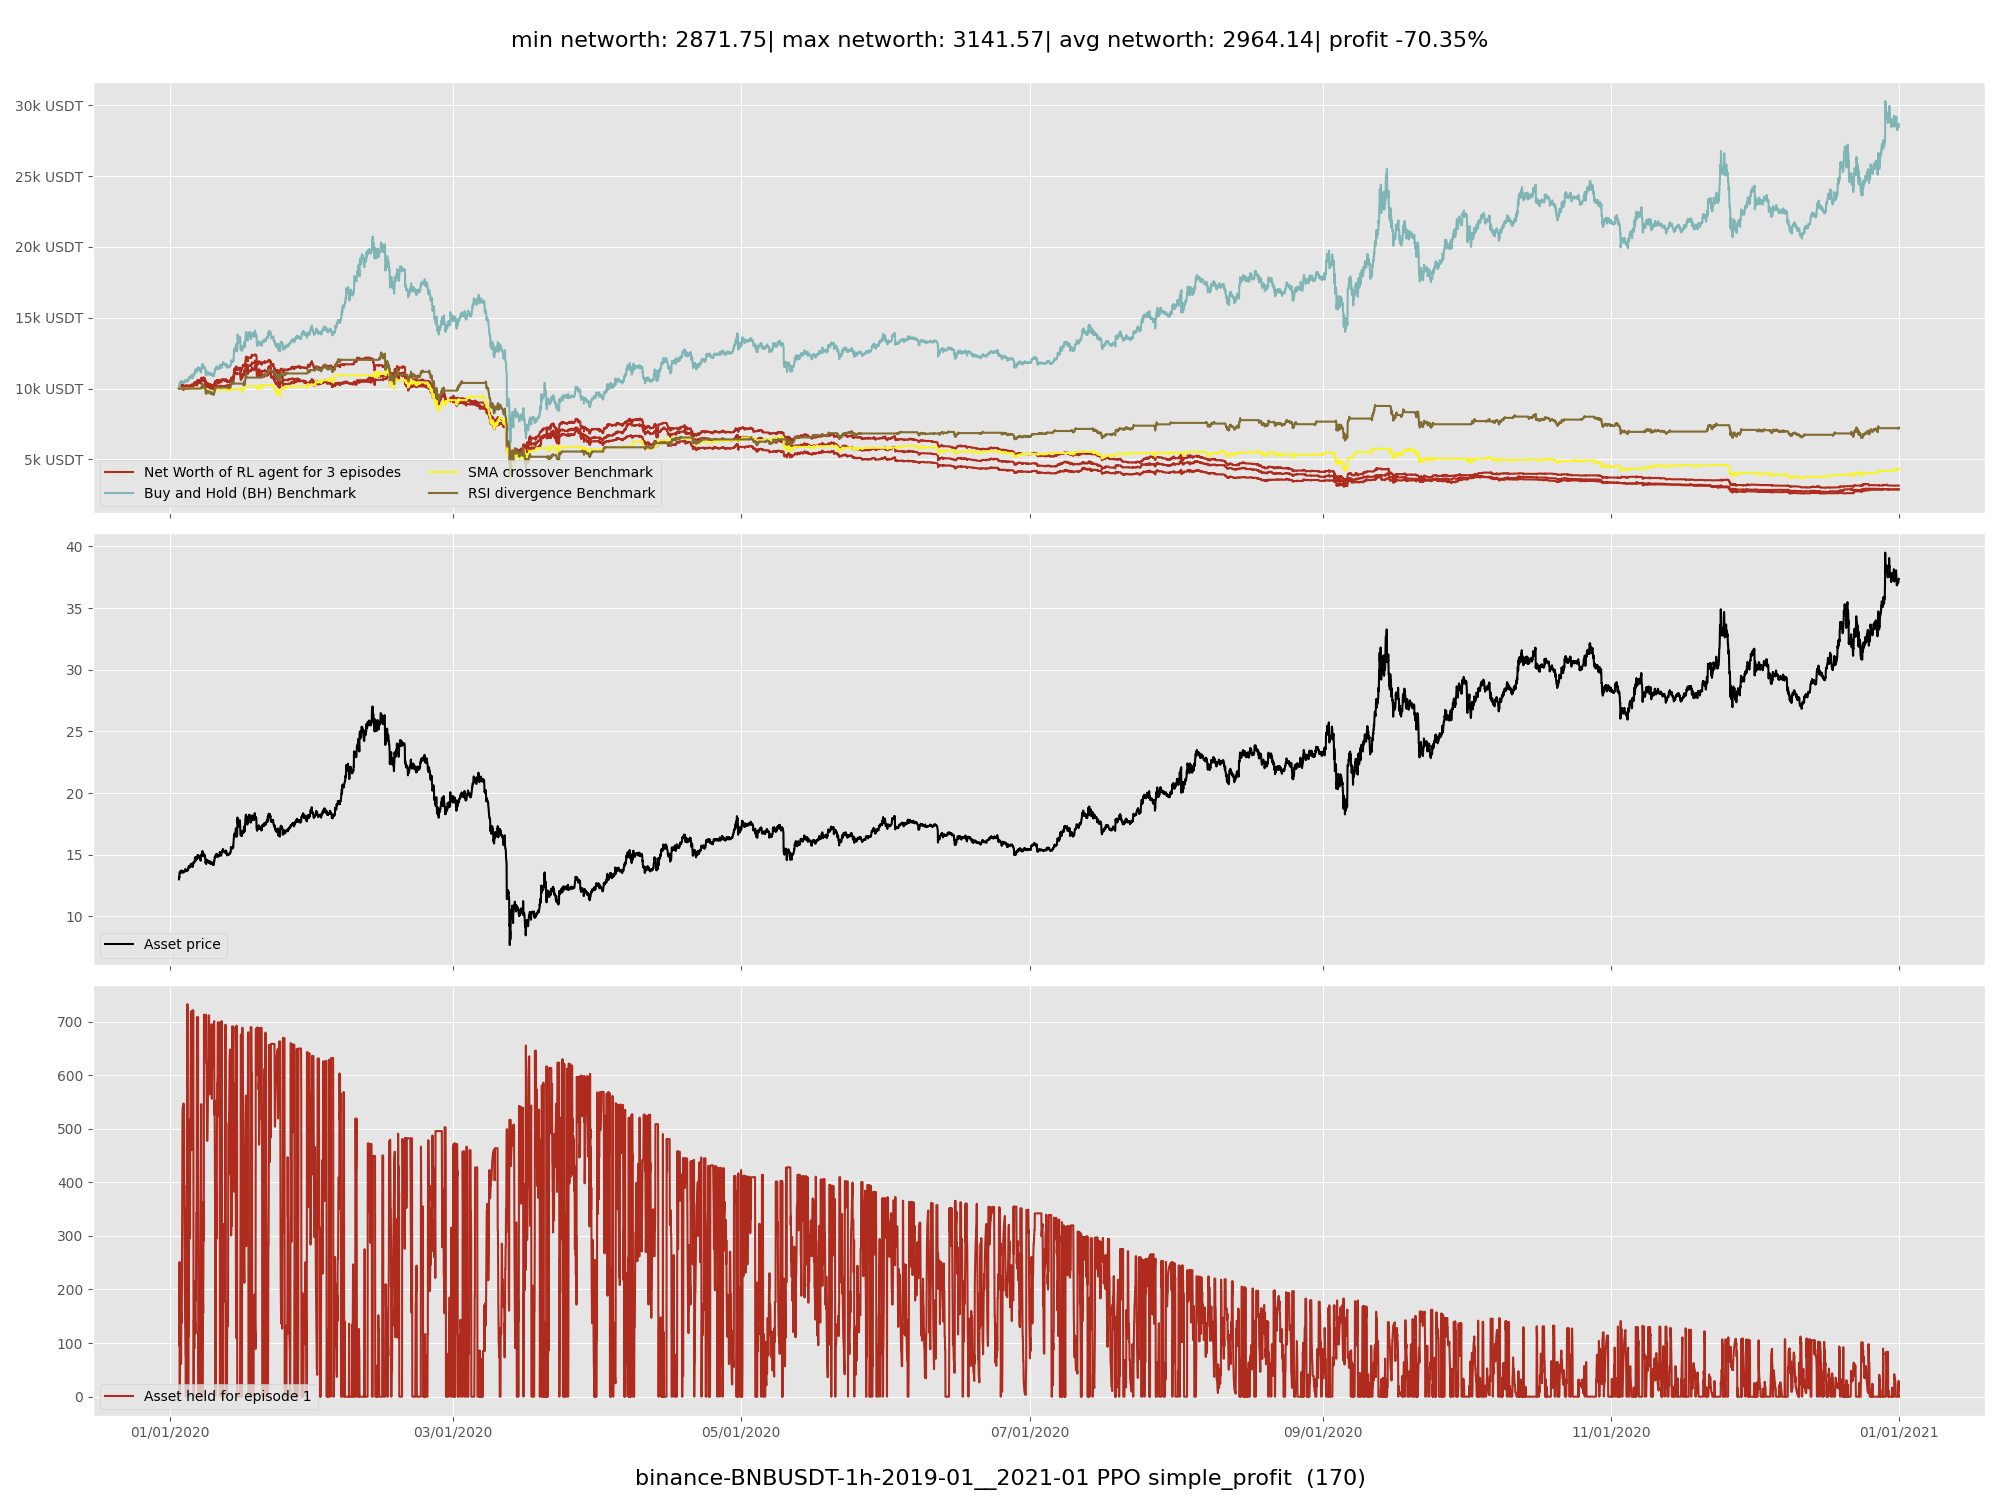 min networth: 2871.75| max networth: 3141.57| avg networth: 2964.14| profit -70.35%
30k USDT
25k USDT
20k USDT
15k USDT
10k USDT
5k USDT
Net Worth of RL agent for 3 episodes
SMA crossover Benchmark
Buy and Hold (BH) Benchmark
RSI divergence Benchmark
40
35
30
25
20
15
10
Asset price
700
600
500
400
300
200
100
0
Asset held for episode 1
01/01/2020
03/01/2020
05/01/2020
07/01/2020
09/01/2020
11/01/2020
01/01/2021
binance-BNBUSDT-1h-2019-01__2021-01 PPO simple_profit (170)